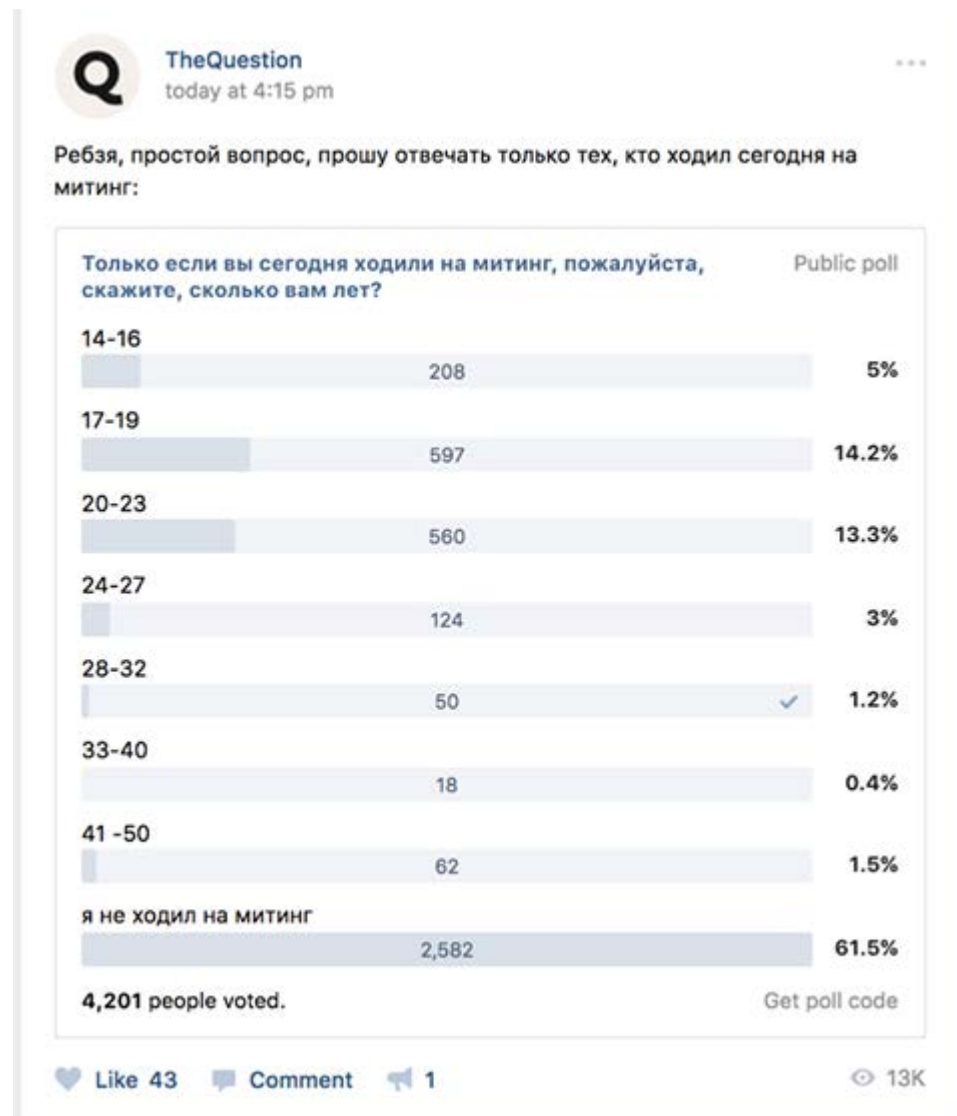 Q
TheQuestion
today at 4:15 pm
Ребзя, простой вопрос, прошу отвечать только тех, кто ходил сегодня на
митинг:
Только если вы сегодня ходили на митинг, пожалуйста,
скажите, сколько вам лет?
Public poll
14-16
208 5%
17-19
597 14.2%
20-23
560 13.3%
24-27
124 3%
28-32
50 1.2%
33-40
18 0.4%
41 -50
62 1.5%
я не ходил на митинг
2,582 61.5%
4,201 people voted. Get poll code
Like 43 Comment 1 13K